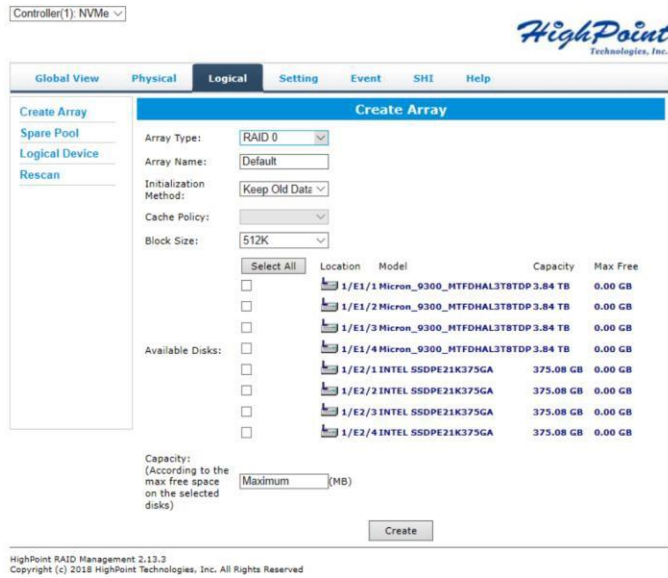 Controller(1): NVMe
HighPoint
Technologies, Inc.
Global View Physical Logical Setting Event SHI Help
Create Array
Spare Pool
Logical Device
Rescan
Create Array
Array Type: RAID 0
Array Name: Default
Initialization
Method:
Keep Old Data
Cache Policy:
Block Size: 512K
Select All Location Model Capacity Max Free
1/E1/1 Micron_9300_MTFDHAL3T8TDP 3.84 TB 0.00 GB
1/E1/2 Micron_9300_MTFDHAL3T8TDP 3.84 TB 0.00 GB
1/E1/3 Micron_9300_MTFDHAL3T8TDP 3.84 TB 0.00 GB
Available Disks:
1/E1/4 Micron_9300_MTFDHAL3T8TDP 3.84 TB 0.00 GB
1/E2/1 INTEL SSDPE21K375GA 375.08 GB 0.00 GB
1/E2/2 INTEL SSDPE21K375GA 375.08 GB 0.00 GB
1/E2/3 INTEL SSDPE21K375GA 375.08 GB 0.00 GB
1/E2/4 INTEL SSDPE21K375GA 375.08 GB 0.00 GB
Capacity:
(According to the
max free space
on the selected
disks)
Maximum (MB)
Create
HighPoint RAID Management 2.13.3
Copyright (c) 2018 HighPoint Technologies, Inc. All Rights Reserved